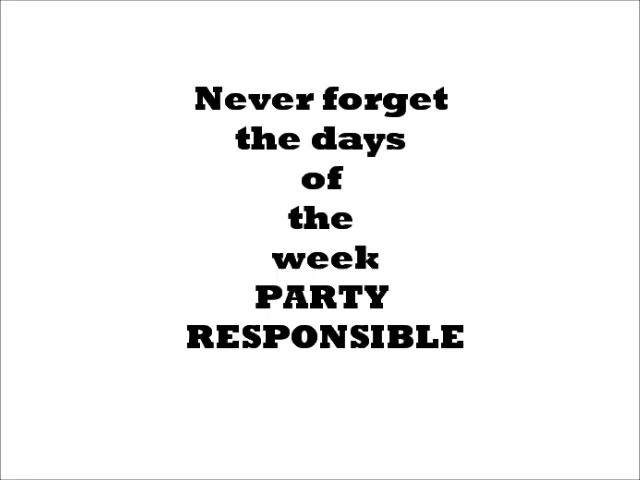 Never forget
the days
of
the
week
PARTY
RESPONSIBLE